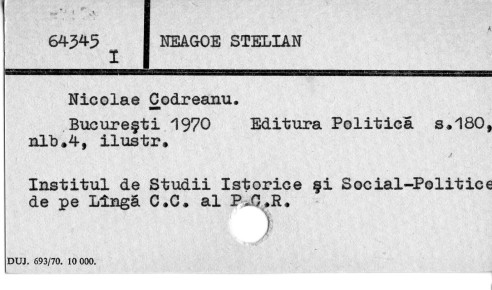 64345 NEAGOE STELIAN
I
Nicolae Codreanu.
București 1970 Editura Politică s.180,
nlb.4, ilustr.
Institul de Studii Istorice și Social-Politice
de pe Lîngă C.C. al P.C.R.
DUJ. 693/70. 10 000.